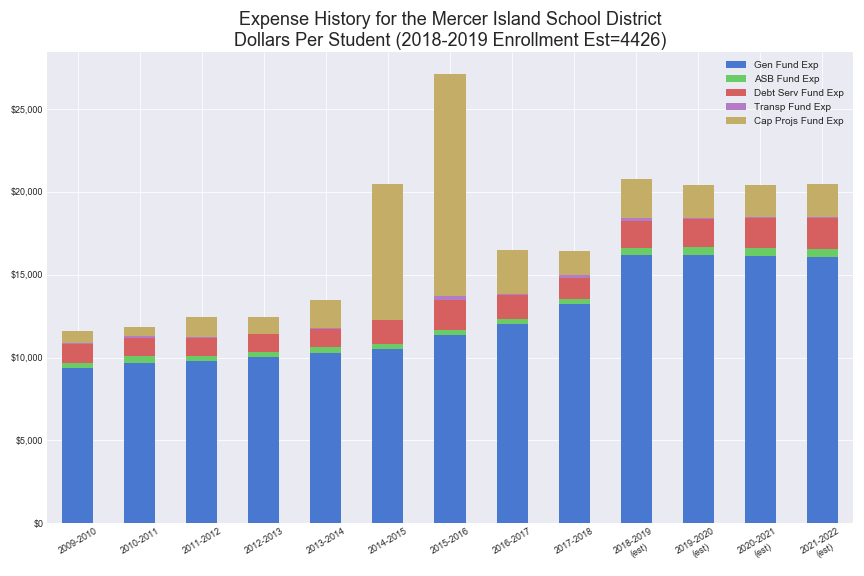 Expense History for the Mercer Island School District
Dollars Per Student (2018-2019 Enrollment Est=4426)
Gen Fund Exp
ASB Fund Exp
Debt Serv Fund Exp
Transp Fund Exp
Cap Projs Fund Exp
$25,000
$20,000
$15,000
$10,000
$5,000
$0
2009-2010
2010-2011
2011-2012
2012-2013
2013-2014
2014-2015
2015-2016
2016-2017
2017-2018
2018-2019
(est)
2019-2020
(est)
2020-2021
(est)
2021-2022
(est)